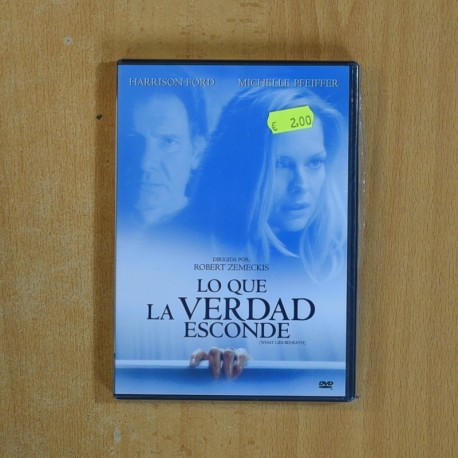 HARRISON FORD MICHELLE PFEIFFER
€ 2,00
DIRIGIDA POR:
ROBERT ZEMECKIS
LO QUE
LA VERDAD
ESCONDE
(WHAT LIES BENEATH)
DVD